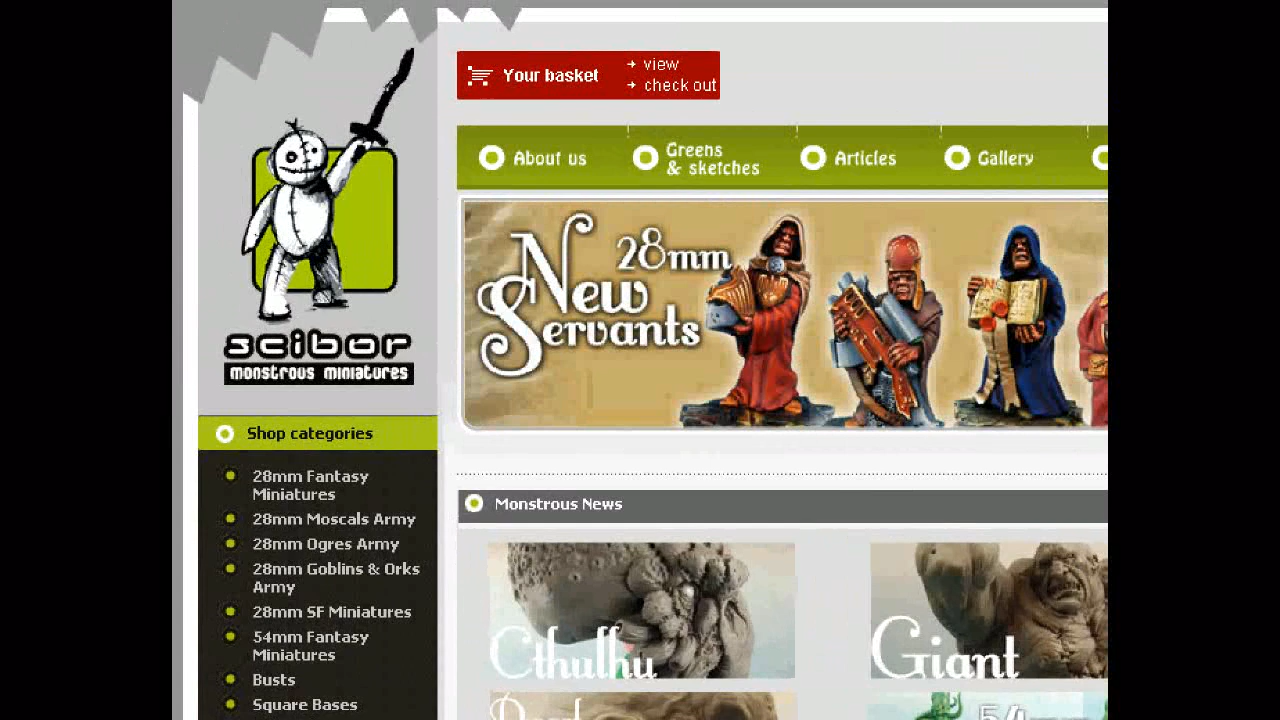 Your basket
view
check out
About us
Greens
& sketches
Articles
Gallery
28mm
New
Servants
scibor
monstrous miniatures
Shop categories
28mm Fantasy
Miniatures
28mm Moscals Army
28mm Ogres Army
28mm Goblins & Orks
Army
28mm SF Miniatures
54mm Fantasy
Miniatures
Busts
Square Bases
Monstrous News
Cthulhu
Giant
54mm